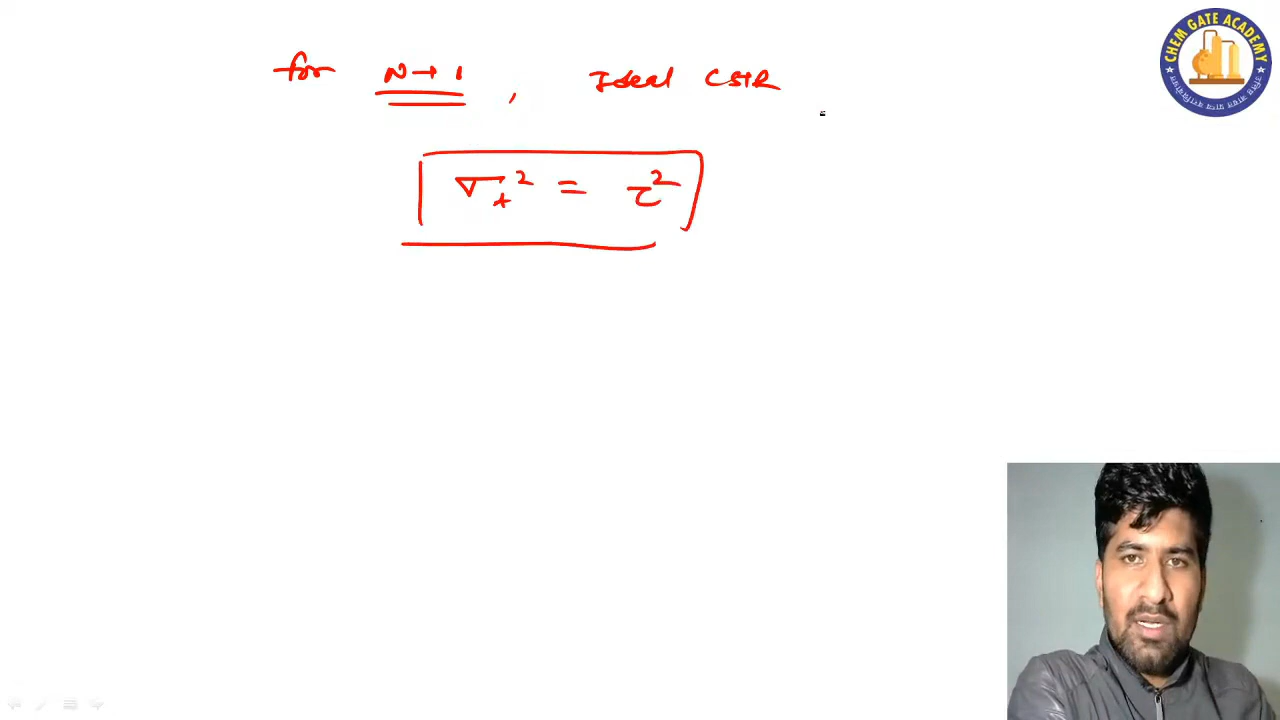 for N→1, Ideal CSTR
σₜ² = τ²
CHEM GATE ACADEMY